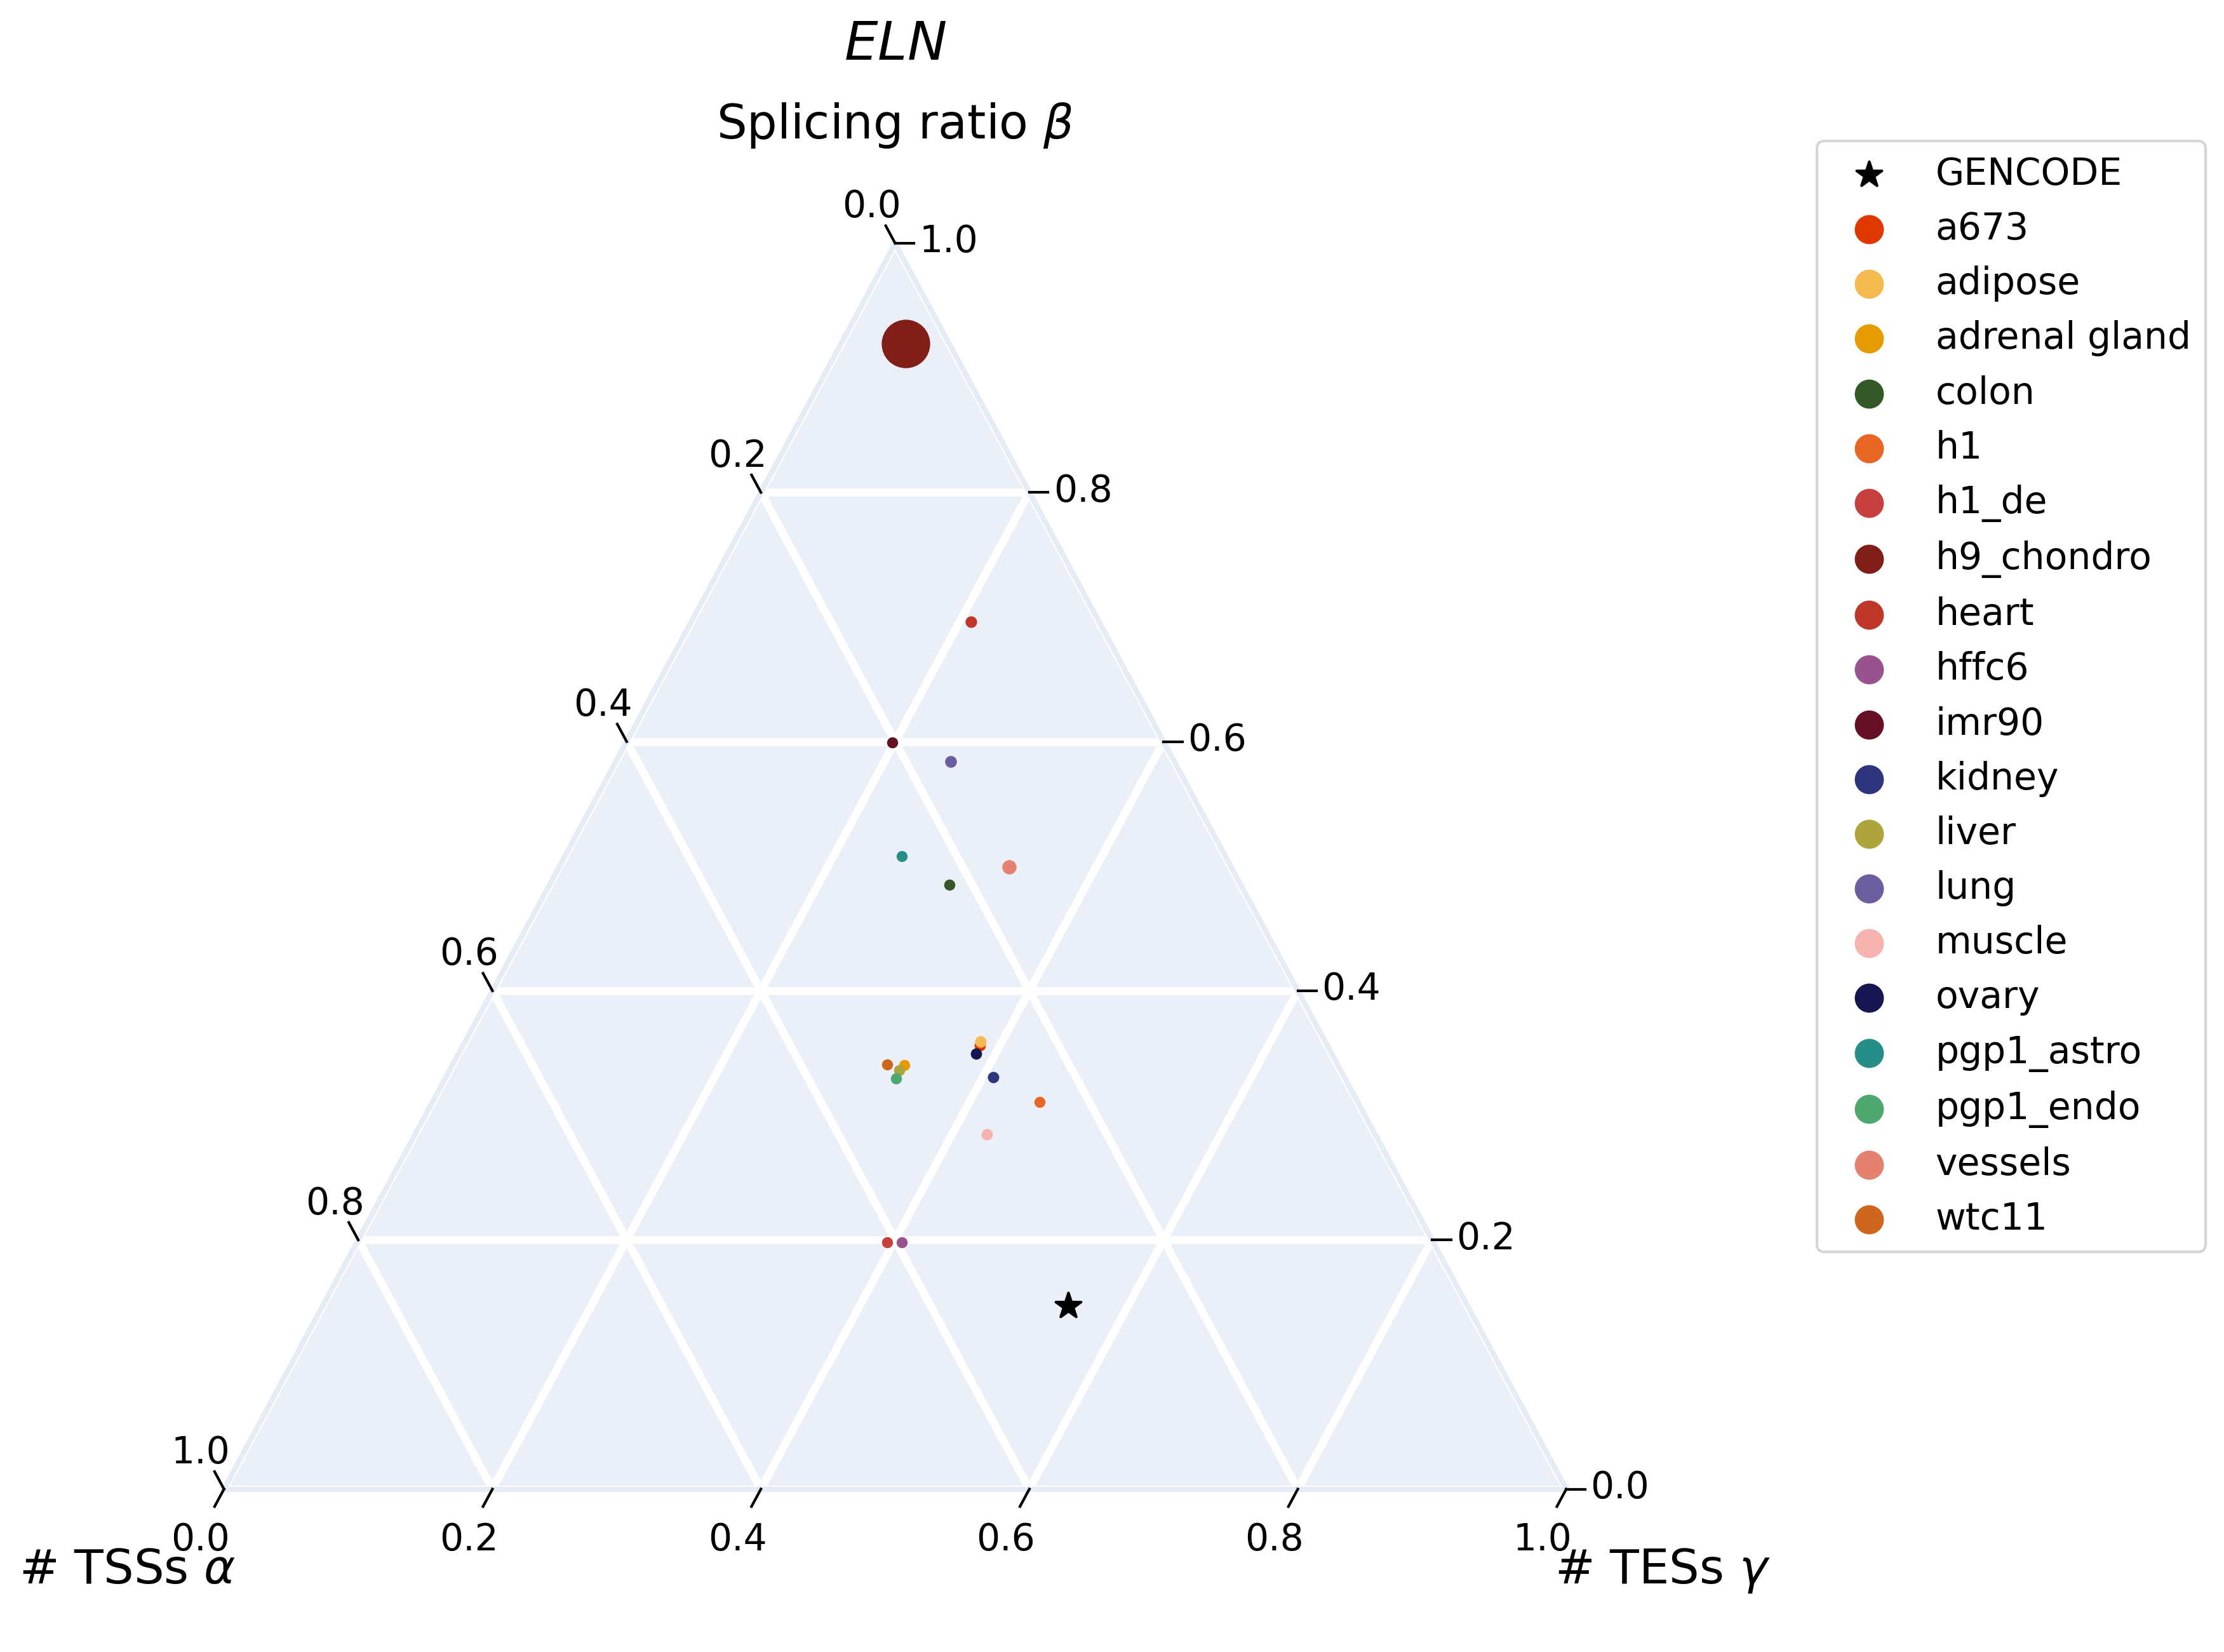 ELN
Splicing ratio β
0.0
1.0
0.2
0.8
0.4
0.6
0.6
0.4
0.8
0.2
1.0
0.0
0.0
0.2
0.4
0.6
0.8
1.0
# TSSs α
# TESs γ
GENCODE
a673
adipose
adrenal gland
colon
h1
h1_de
h9_chondro
heart
hffc6
imr90
kidney
liver
lung
muscle
ovary
pgp1_astro
pgp1_endo
vessels
wtc11